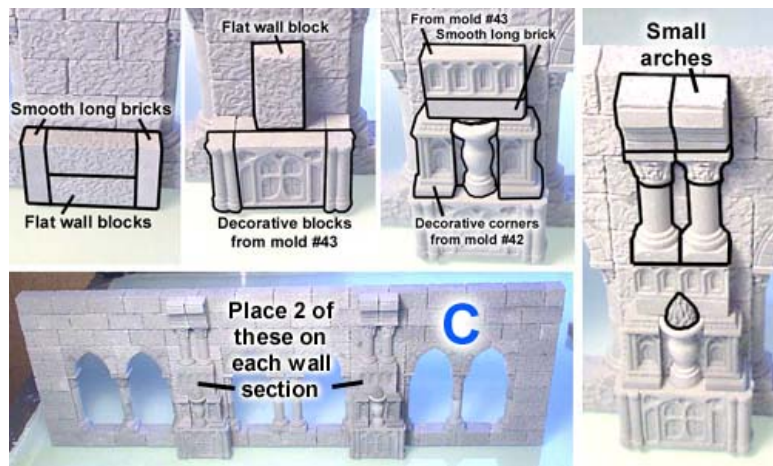 Smooth long bricks
Flat wall blocks
Flat wall block
Decorative blocks
from mold #43
From mold #43
Smooth long brick
Decorative corners
from mold #42
Small
arches
Place 2 of
these on
each wall
section
C